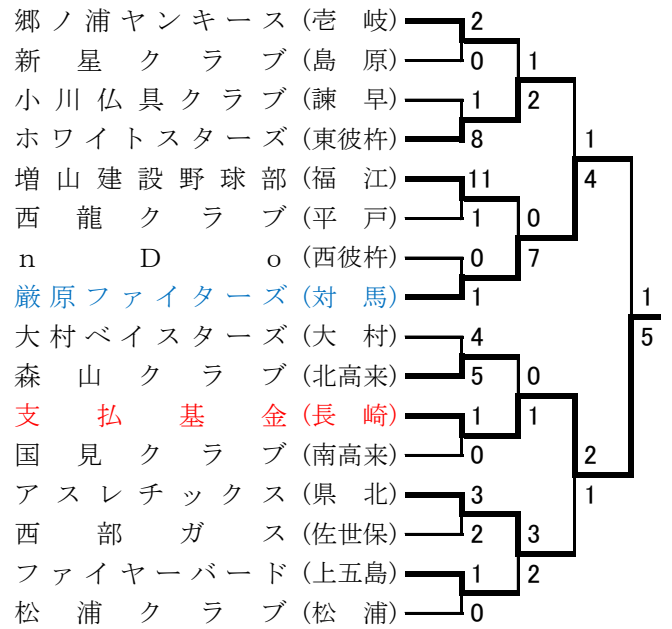 郷ノ浦ヤンキース (壱岐) 2
新星クラブ (島原) 0 1
小川仏具クラブ (諫早) 1 2
ホワイトスターズ (東彼杵) 8 1
増山建設野球部 (福江) 11 4
西龍クラブ (平戸) 1 0
nDo (西彼杵) 0 7
厳原ファイターズ (対馬) 1 1
大村ベイスターズ (大村) 4 5
森山クラブ (北高来) 5 0
支払基金 (長崎) 1 1
国見クラブ (南高来) 0 2
アスレチックス (県北) 3 1
西部ガス (佐世保) 2 3
ファイヤーバード (上五島) 1 2
松浦クラブ (松浦) 0